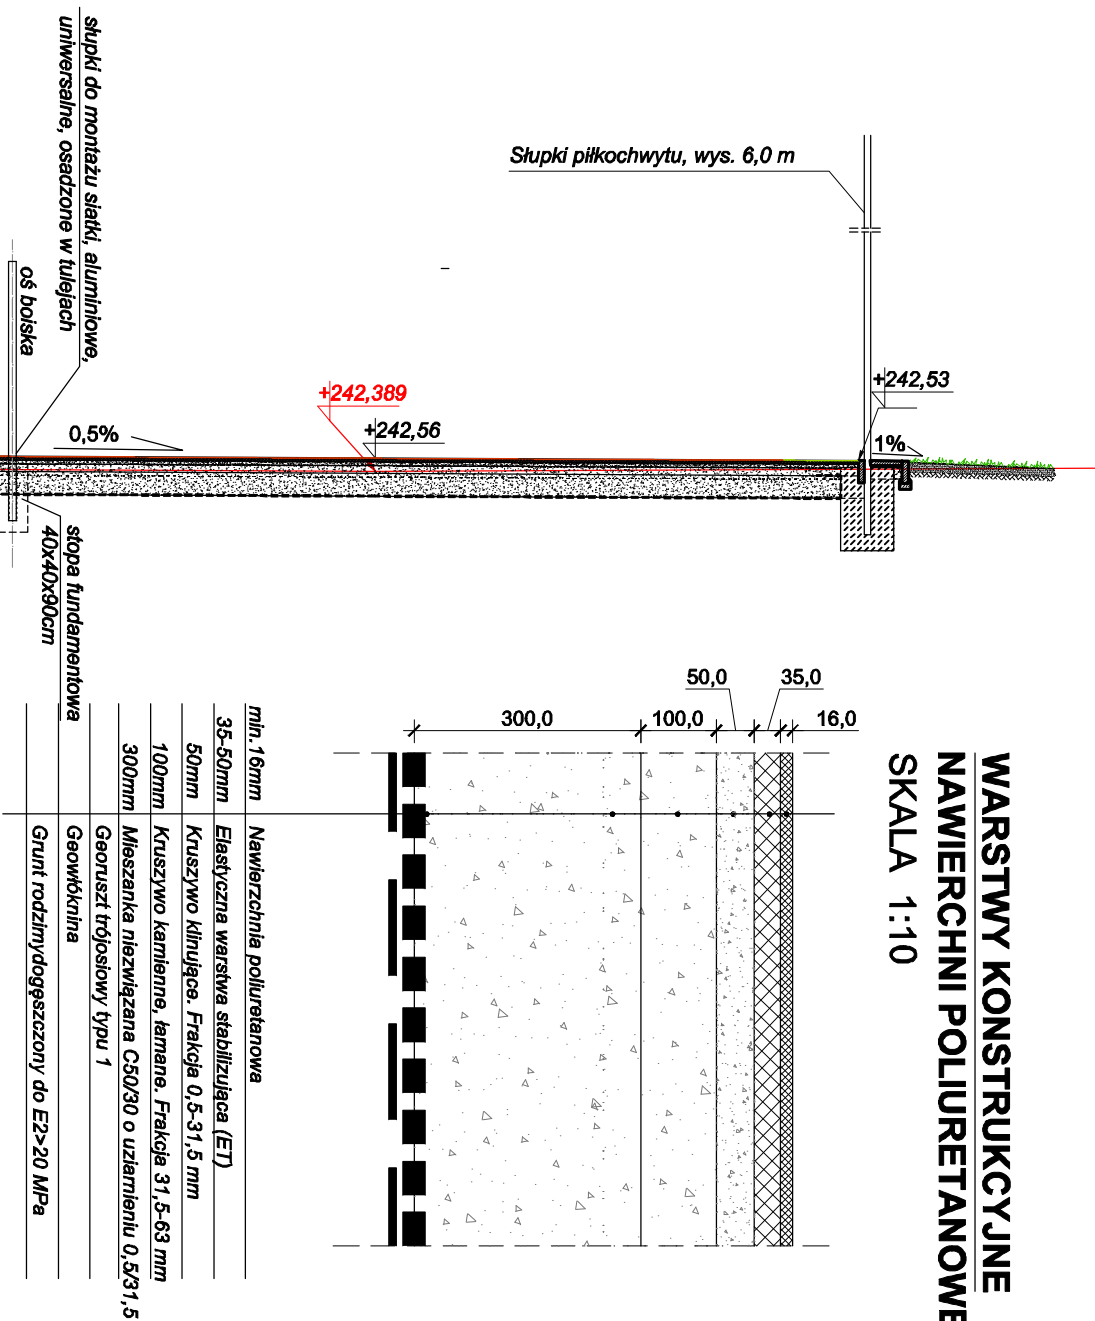 słupki do montażu siatki, aluminiowe,
uniwersalne, osadzone w tulejach
oś boiska
Słupki piłkochwytu, wys. 6,0 m
+242,53
+242,389
+242,56
0,5%
1%
stopa fundamentowa
40x40x90cm
WARSTWY KONSTRUKCYJNE
NAWIERCHNI POLIURETANOWE
SKALA 1:10
50,0
35,0
300,0
100,0
16,0
min.16mm Nawierzchnia poliuretanowa
35-50mm Elastyczna warstwa stabilizująca (ET)
50mm Kruszywo klinujące. Frakcja 0,5-31,5 mm
100mm Kruszywo kamienne, łamane. Frakcja 31,5-63 mm
300mm Mieszanka niezwiązana C50/30 o uziarnieniu 0,5/31,5
Georuszt trójosiowy typu 1
Geowłóknina
Grunt rodzimydogęszczony do E2>20 MPa